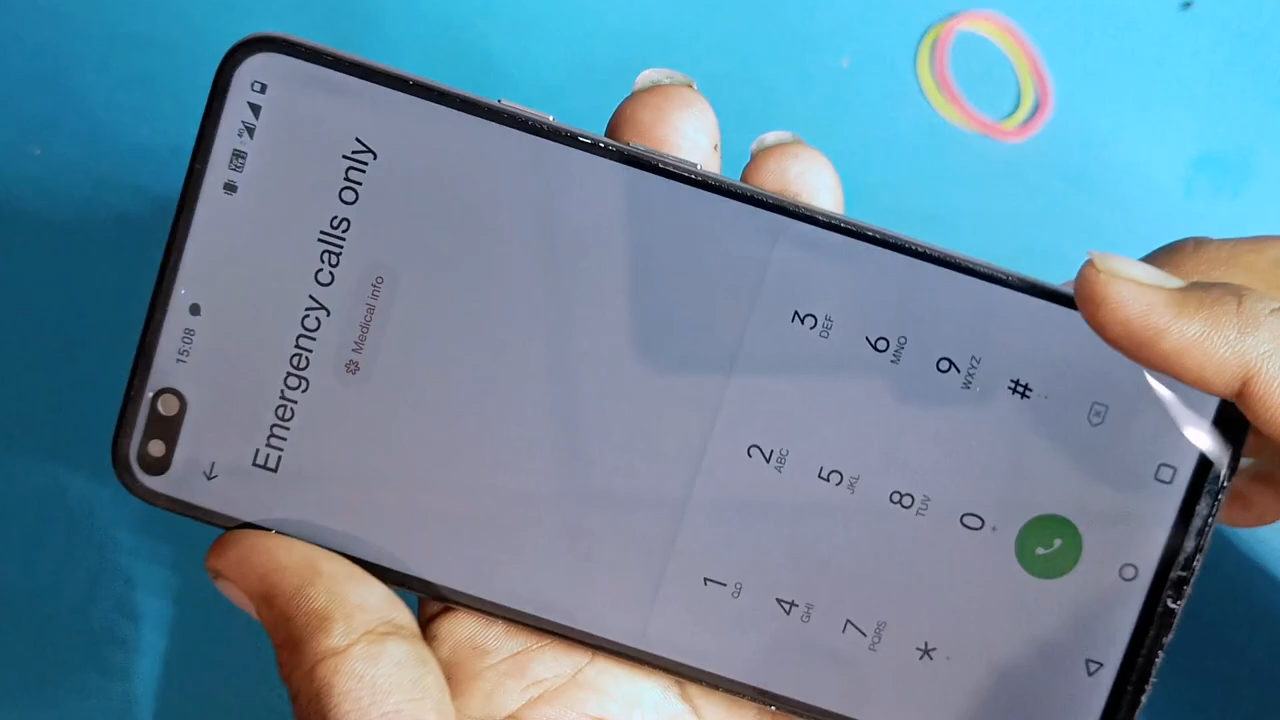 15:08
4G
Emergency calls only
Medical info
1
2 ABC
3 DEF
4 GHI
5 JKL
6 MNO
7 PQRS
8 TUV
9 WXYZ
*
0 +
#